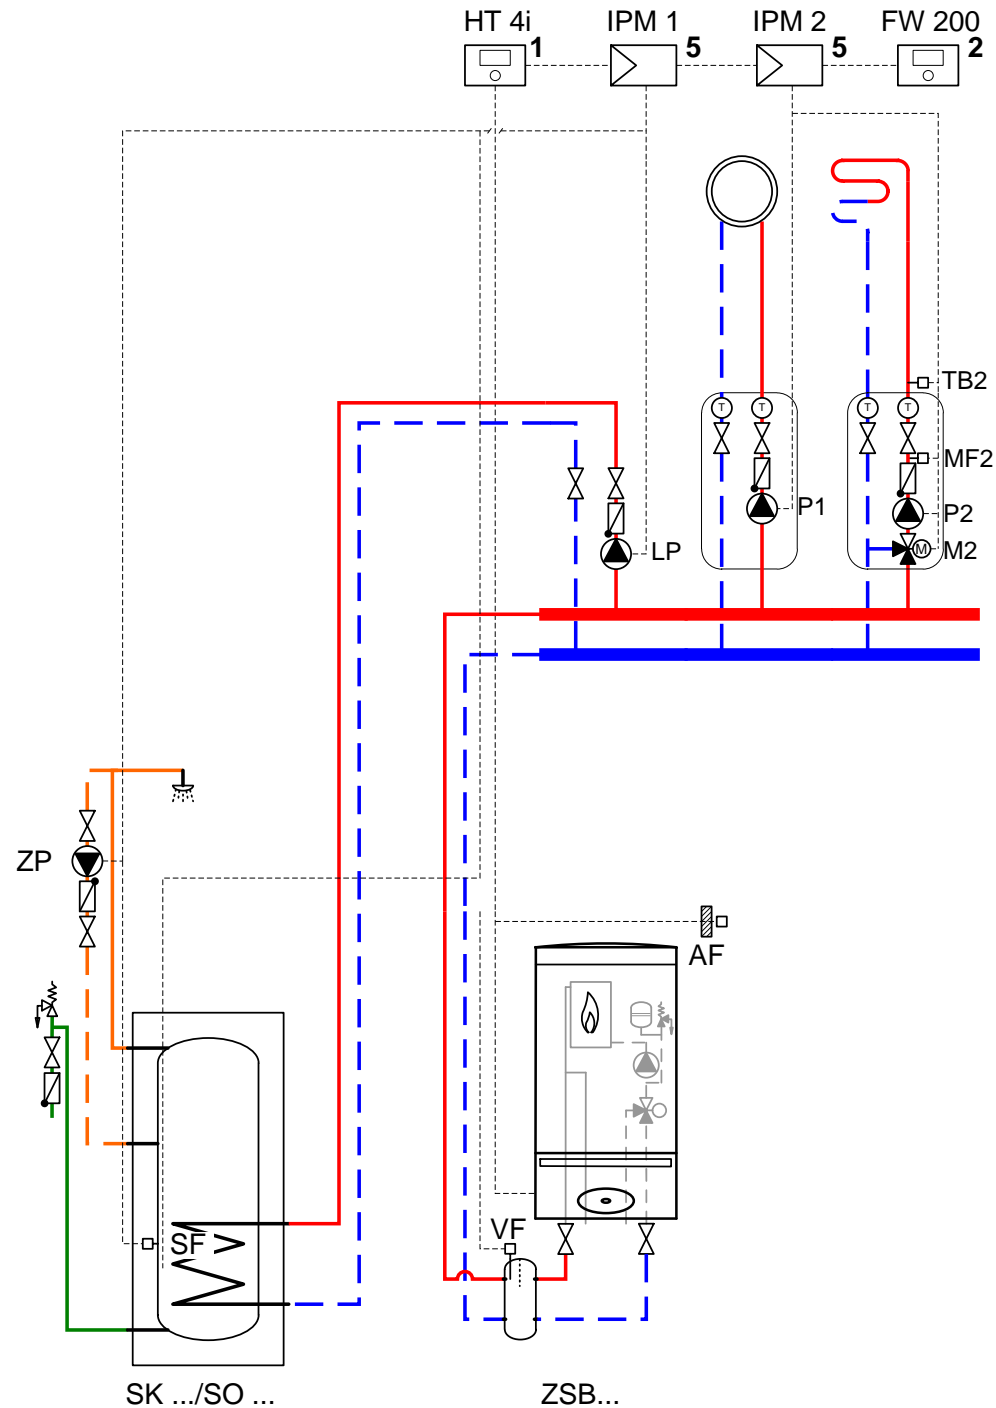 HT 4i IPM 1 IPM 2 FW 200
1 5 5 2
TB2
T T T T
MF2
P1 P2
LP M M2
ZP
AF
VF
SF
SK .../SO ... ZSB...